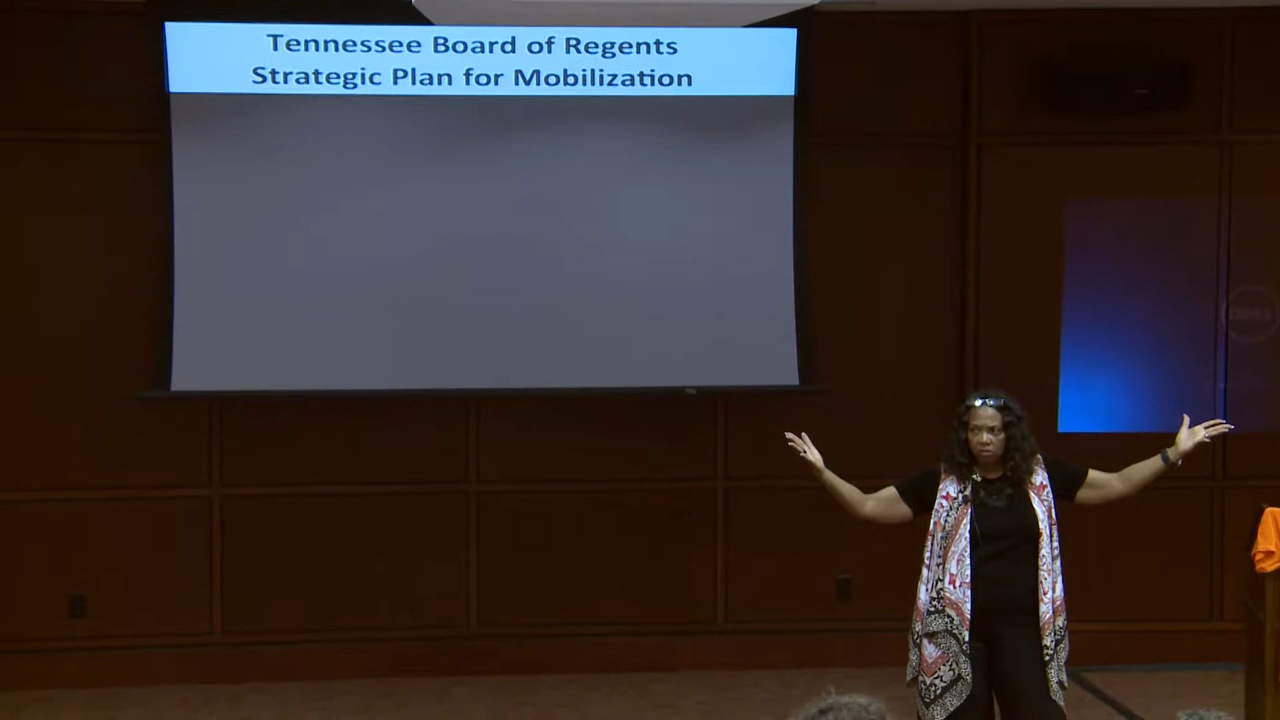 Tennessee Board of Regents
Strategic Plan for Mobilization